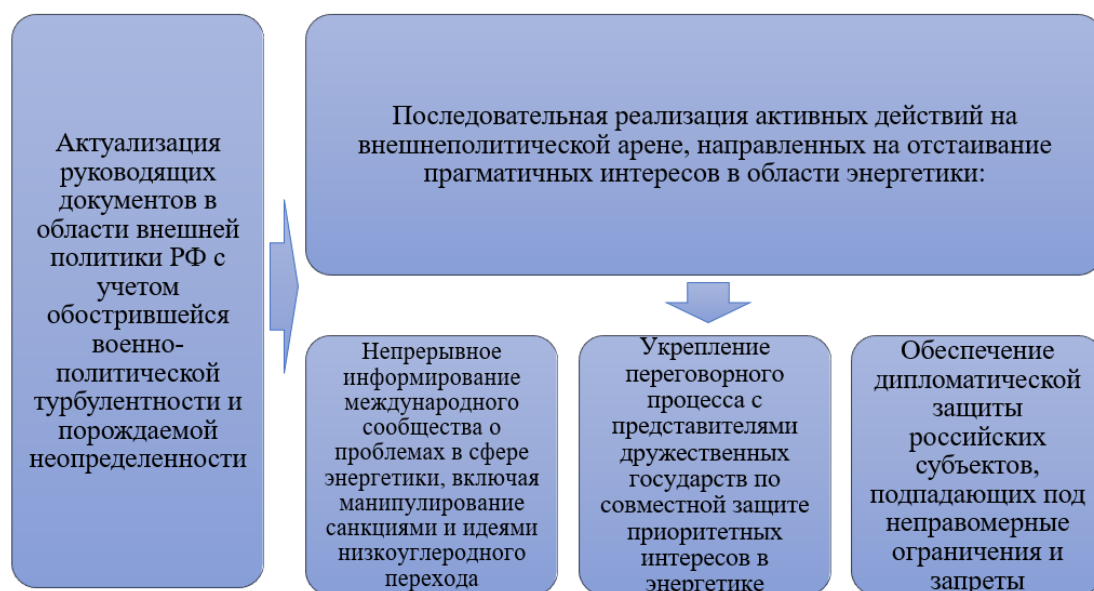 Актуализация
руководящих
документов в
области внешней
политики РФ с
учетом
обострившейся
военно-
политической
турбулентности и
порождаемой
неопределенности
Последовательная реализация активных действий на
внешнеполитической арене, направленных на отстаивание
прагматичных интересов в области энергетики:
Непрерывное
информирование
международного
сообщества о
проблемах в сфере
энергетики, включая
манипулирование
санкциями и идеями
низкоуглеродного
перехода
Укрепление
переговорного
процесса с
представителями
дружественных
государств по
совместной защите
приоритетных
интересов в
энергетике
Обеспечение
дипломатической
защиты
российских
субъектов,
подпадающих под
неправомерные
ограничения и
запреты